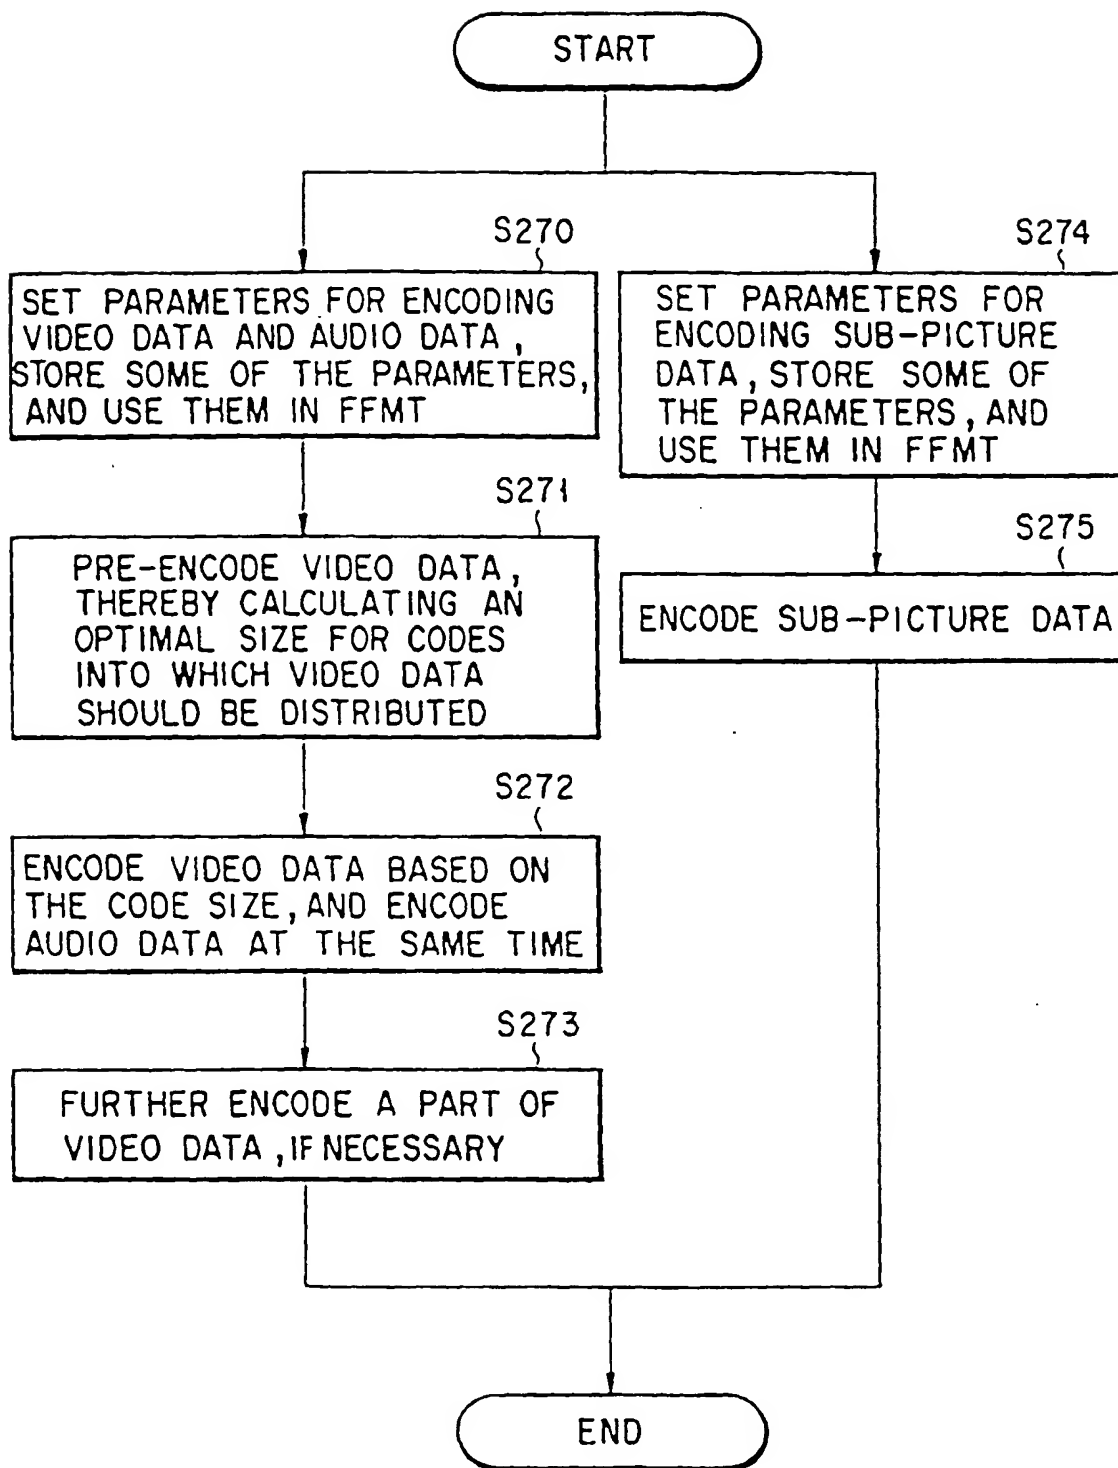 START
S270
SET PARAMETERS FOR ENCODING
VIDEO DATA AND AUDIO DATA,
STORE SOME OF THE PARAMETERS,
AND USE THEM IN FFMT
S271
PRE-ENCODE VIDEO DATA,
THEREBY CALCULATING AN
OPTIMAL SIZE FOR CODES
INTO WHICH VIDEO DATA
SHOULD BE DISTRIBUTED
S272
ENCODE VIDEO DATA BASED ON
THE CODE SIZE, AND ENCODE
AUDIO DATA AT THE SAME TIME
S273
FURTHER ENCODE A PART OF
VIDEO DATA, IF NECESSARY
S274
SET PARAMETERS FOR
ENCODING SUB-PICTURE
DATA, STORE SOME OF
THE PARAMETERS, AND
USE THEM IN FFMT
S275
ENCODE SUB-PICTURE DATA
END